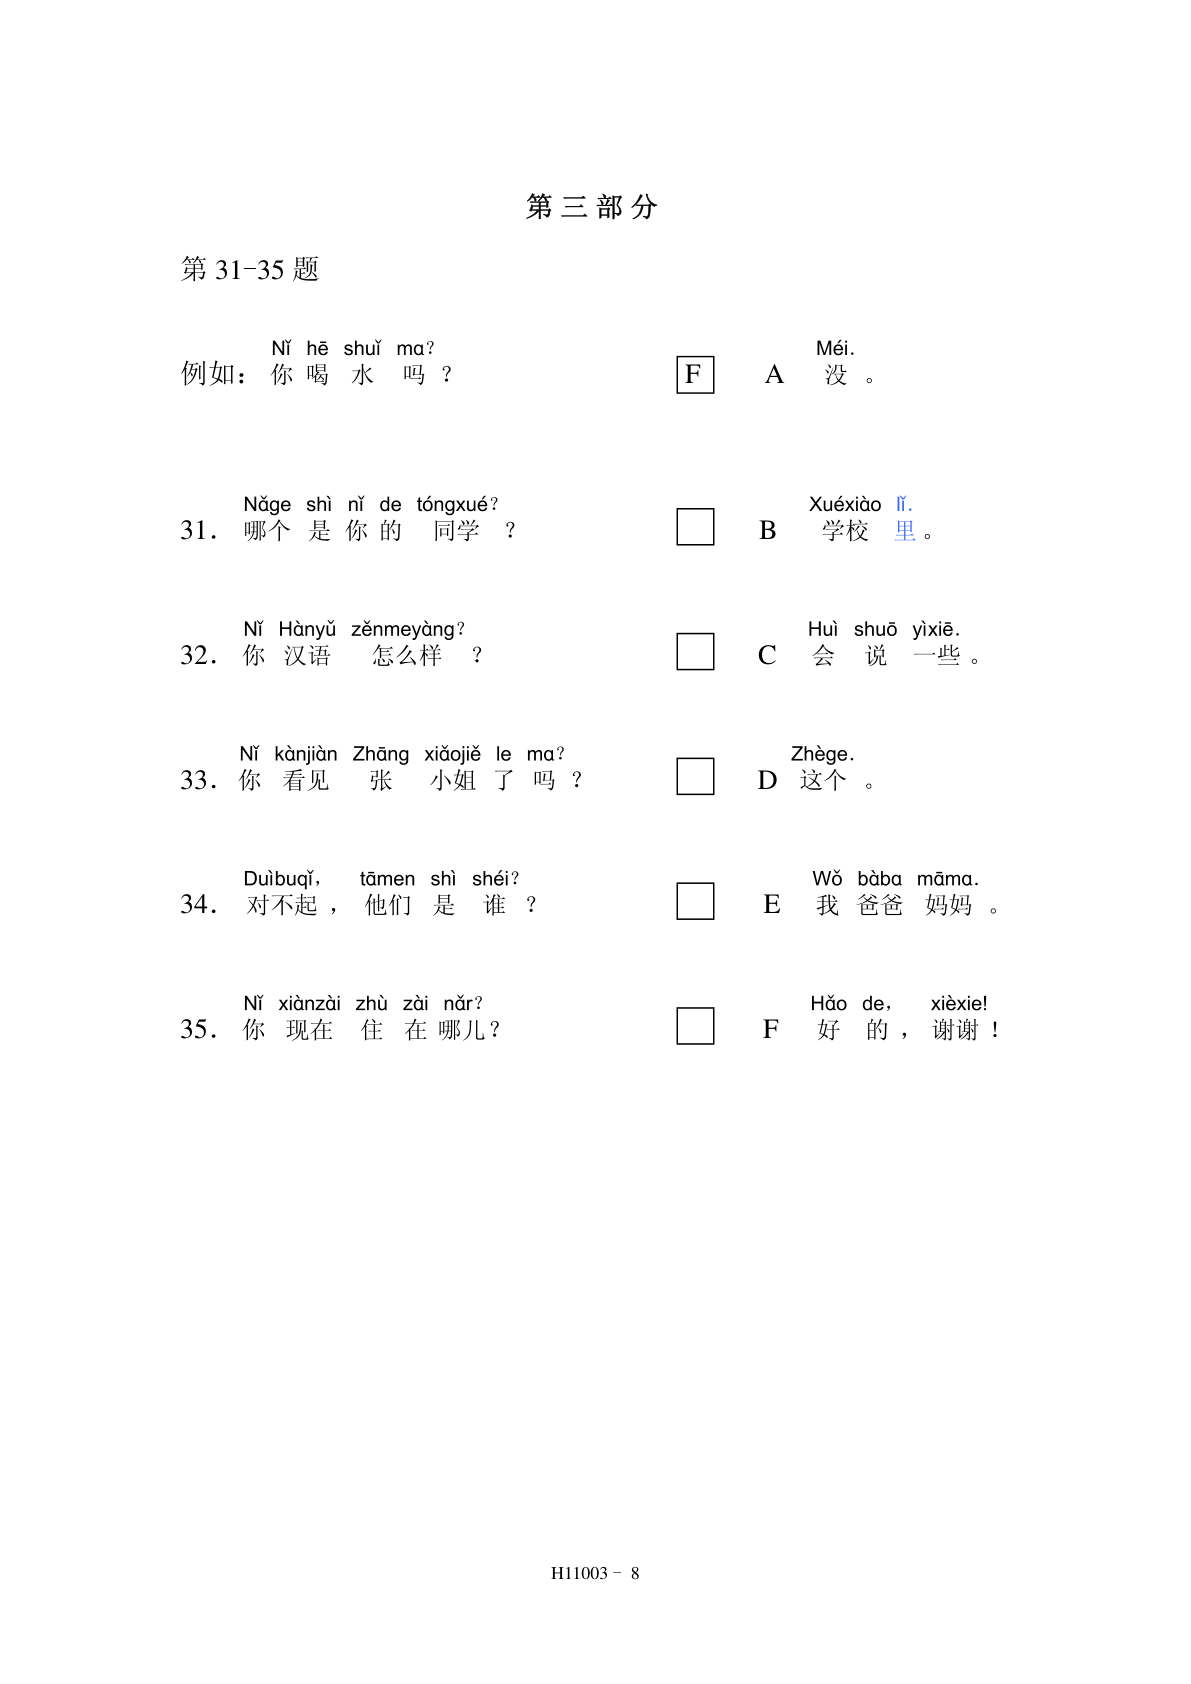 第三部分
第 31-35 题
Nǐ hē shuǐ ma? Méi.
例如： 你 喝 水 吗 ？ F A 没 。
Nǎge shì nǐ de tóngxué? Xuéxiào lǐ.
31． 哪个 是 你 的 同学 ？ B 学校 里 。
Nǐ Hànyǔ zěnmeyàng? Huì shuō yìxiē.
32． 你 汉语 怎么样 ？ C 会 说 一些 。
Nǐ kànjiàn Zhāng xiǎojiě le ma? Zhège.
33． 你 看见 张 小姐 了 吗 ？ D 这个 。
Duìbuqǐ， tāmen shì shéi? Wǒ bàba māma.
34． 对不起 ， 他们 是 谁 ？ E 我 爸爸 妈妈 。
Nǐ xiànzài zhù zài nǎr? Hǎo de， xièxie!
35． 你 现在 住 在 哪儿？ F 好 的 ， 谢谢 ！
H11003 - 8